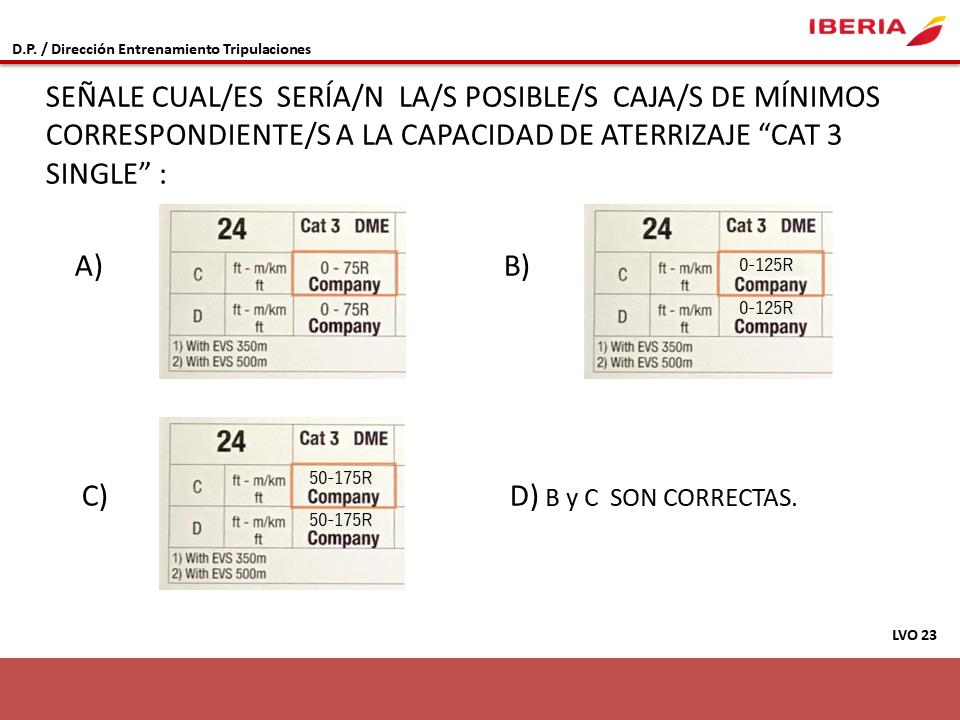 IBERIA
D.P. / Dirección Entrenamiento Tripulaciones
SEÑALE CUAL/ES SERÍA/N LA/S POSIBLE/S CAJA/S DE MÍNIMOS
CORRESPONDIENTE/S A LA CAPACIDAD DE ATERRIZAJE “CAT 3
SINGLE” :
A)
24 Cat 3 DME
C ft - m/km ft 0 - 75R Company
D ft - m/km ft 0 - 75R Company
1) With EVS 350m
2) With EVS 500m
B)
24 Cat 3 DME
C ft - m/km ft 0-125R Company
D ft - m/km ft 0-125R Company
1) With EVS 350m
2) With EVS 500m
C)
24 Cat 3 DME
C ft - m/km ft 50-175R Company
D ft - m/km ft 50-175R Company
1) With EVS 350m
2) With EVS 500m
D) B y C SON CORRECTAS.
LVO 23